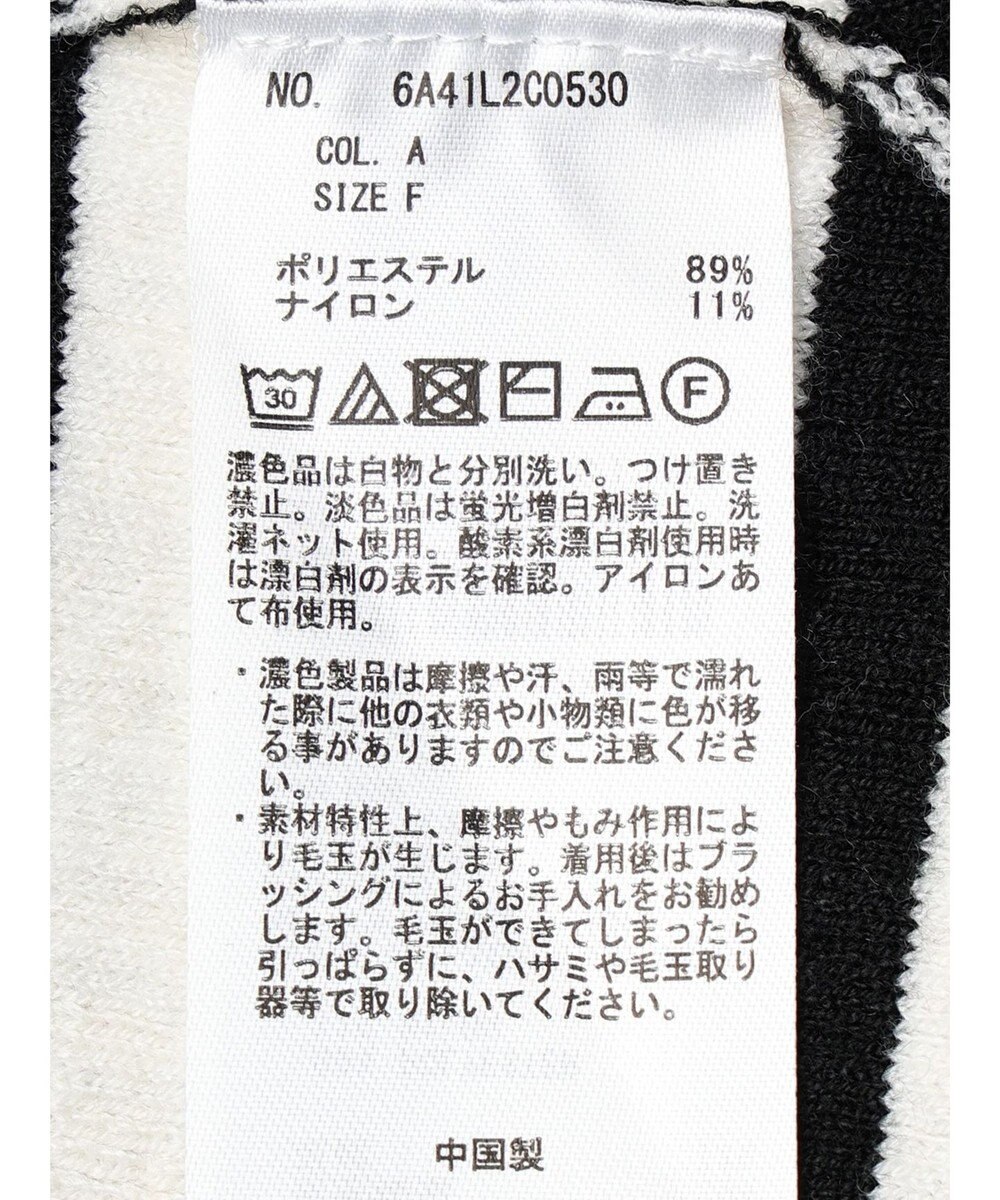 NO. 6A41L2C0530
COL. A
SIZE F
ポリエステル 89%
ナイロン 11%
30 F
濃色品は白物と分別洗い。つけ置き
禁止。淡色品は蛍光増白剤禁止。洗
濯ネット使用。酸素系漂白剤使用時
は漂白剤の表示を確認。アイロンあ
て布使用。
・濃色製品は摩擦や汗、雨等で濡れ
た際に他の衣類や小物類に色が移
る事がありますのでご注意くださ
い。
・素材特性上、摩擦やもみ作用によ
り毛玉が生じます。着用後はブラ
ッシングによるお手入れをお勧め
します。毛玉ができてしまったら
引っぱらずに、ハサミや毛玉取り
器等で取り除いてください。
中国製